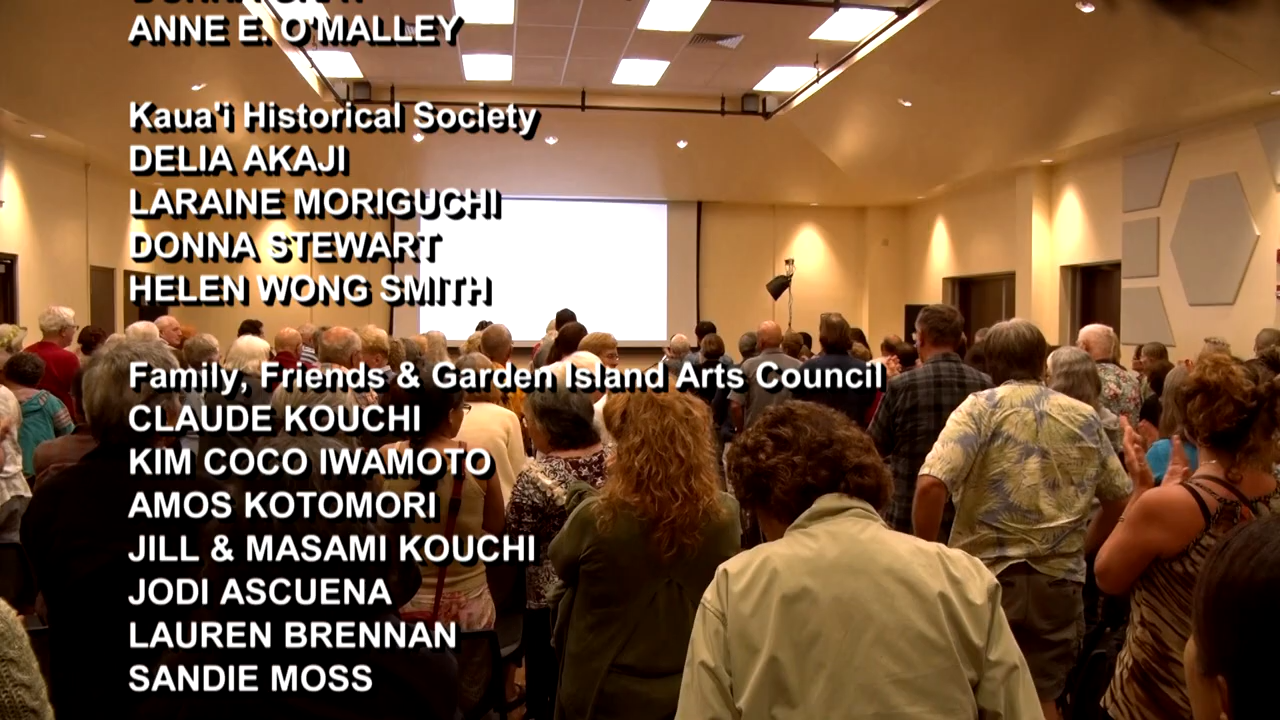 ANNE E. O'MALLEY
Kaua'i Historical Society
DELIA AKAJI
LARAINE MORIGUCHI
DONNA STEWART
HELEN WONG SMITH
Family, Friends & Garden Island Arts Council
CLAUDE KOUCHI
KIM COCO IWAMOTO
AMOS KOTOMORI
JILL & MASAMI KOUCHI
JODI ASCUENA
LAUREN BRENNAN
SANDIE MOSS